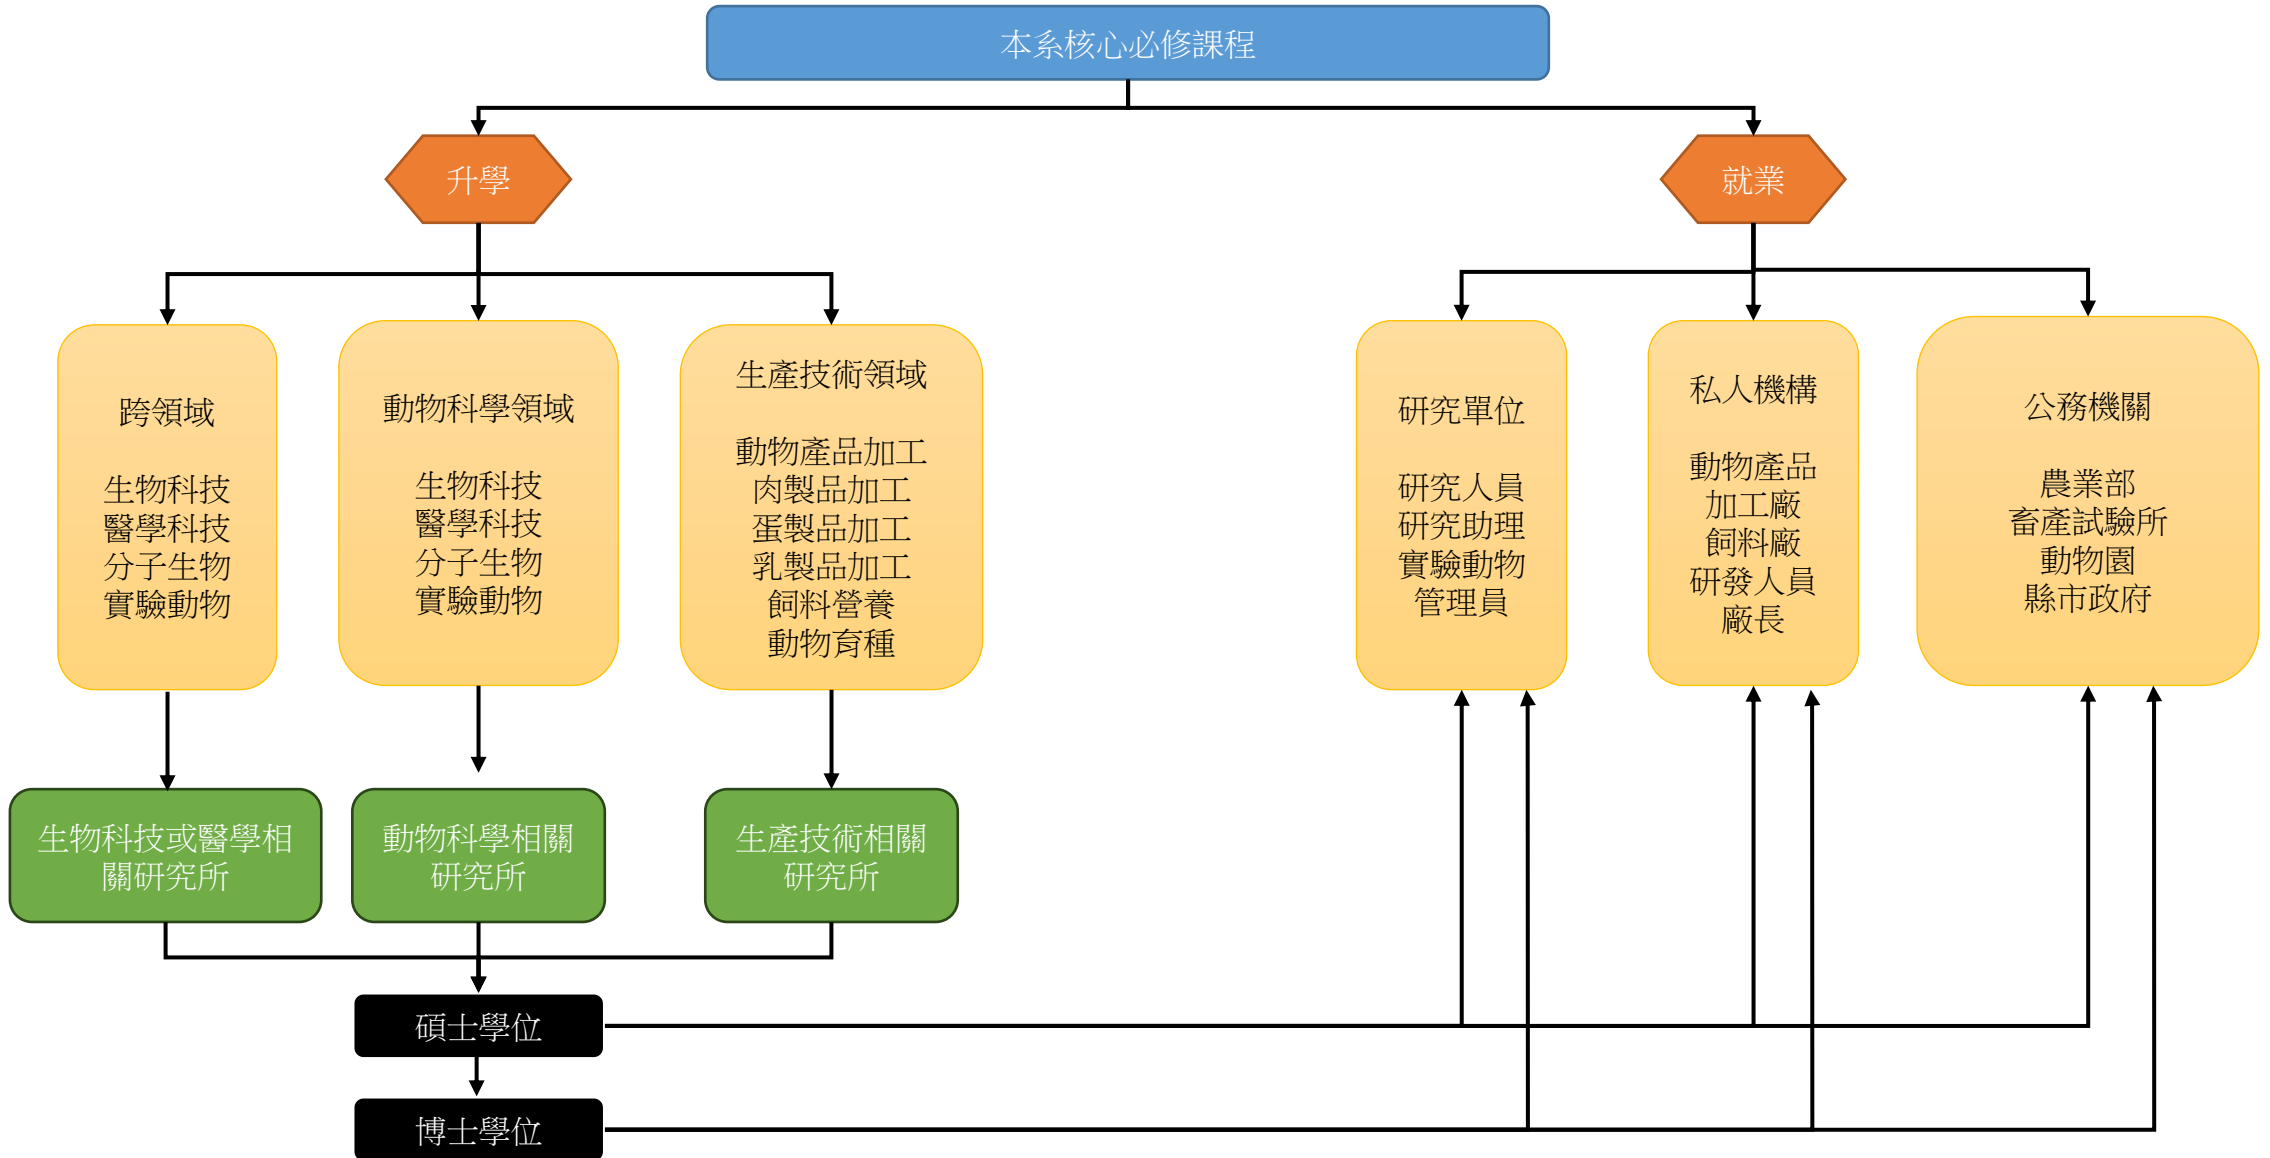 本系核心必修課程
升學
就業
跨領域
生物科技
醫學科技
分子生物
實驗動物
動物科學領域
生物科技
醫學科技
分子生物
實驗動物
生產技術領域
動物產品加工
肉製品加工
蛋製品加工
乳製品加工
飼料營養
動物育種
研究單位
研究人員
研究助理
實驗動物
管理員
私人機構
動物產品
加工廠
飼料廠
研發人員
廠長
公務機關
農業部
畜產試驗所
動物園
縣市政府
生物科技或醫學相
關研究所
動物科學相關
研究所
生產技術相關
研究所
碩士學位
博士學位